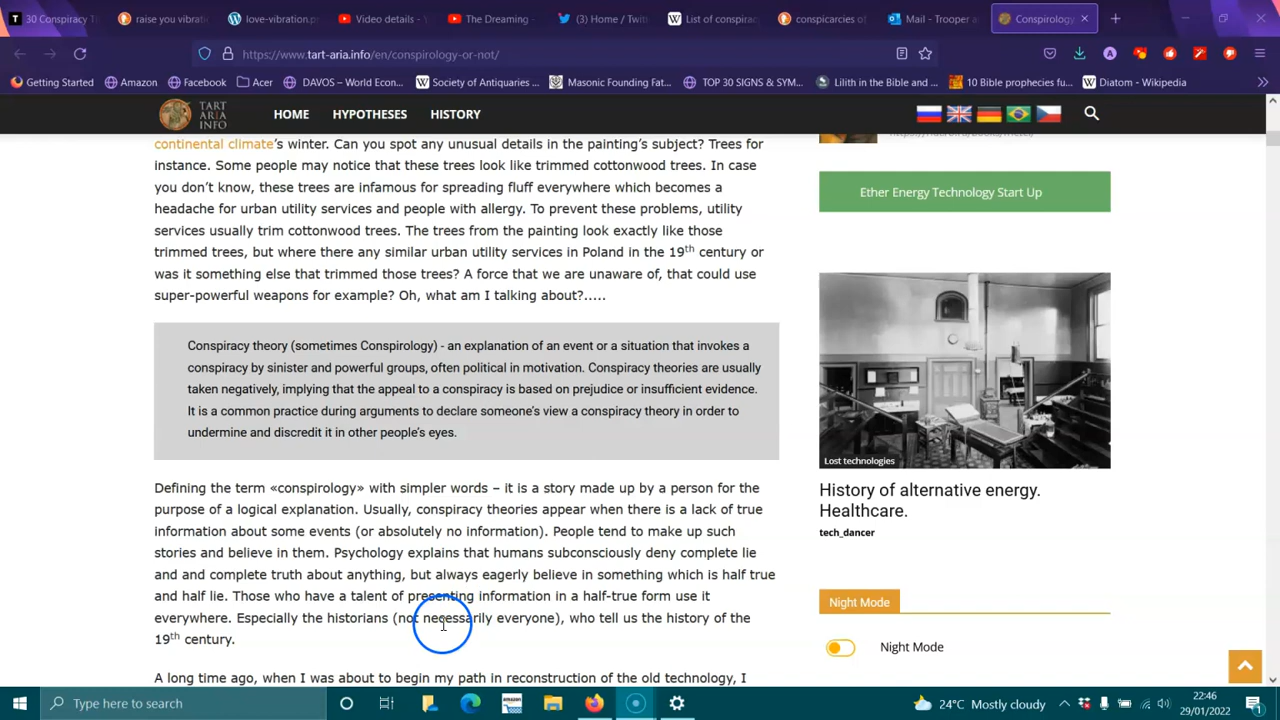 30 Conspiracy T
raise you vibrati
love-vibration.p
Video details -
The Dreaming -
(3) Home / Twit
List of conspirac
conspicarcies of
Mail - Trooper a
Conspirology
https://www.tart-aria.info/en/conspirology-or-not/
Getting Started
Amazon
Facebook
Acer
DAVOS – World Econ...
Society of Antiquaries ...
Masonic Founding Fat...
TOP 30 SIGNS & SYM...
Lilith in the Bible and ...
10 Bible prophecies fu...
Diatom - Wikipedia
TART
ARIA
INFO
HOME
HYPOTHESES
HISTORY
continental climate's winter. Can you spot any unusual details in the painting's subject? Trees for
instance. Some people may notice that these trees look like trimmed cottonwood trees. In case
you don't know, these trees are infamous for spreading fluff everywhere which becomes a
headache for urban utility services and people with allergy. To prevent these problems, utility
services usually trim cottonwood trees. The trees from the painting look exactly like those
trimmed trees, but where there any similar urban utility services in Poland in the 19th century or
was it something else that trimmed those trees? A force that we are unaware of, that could use
super-powerful weapons for example? Oh, what am I talking about?.....
Conspiracy theory (sometimes Conspirology) - an explanation of an event or a situation that invokes a
conspiracy by sinister and powerful groups, often political in motivation. Conspiracy theories are usually
taken negatively, implying that the appeal to a conspiracy is based on prejudice or insufficient evidence.
It is a common practice during arguments to declare someone's view a conspiracy theory in order to
undermine and discredit it in other people's eyes.
Defining the term «conspirology» with simpler words – it is a story made up by a person for the
purpose of a logical explanation. Usually, conspiracy theories appear when there is a lack of true
information about some events (or absolutely no information). People tend to make up such
stories and believe in them. Psychology explains that humans subconsciously deny complete lie
and and complete truth about anything, but always eagerly believe in something which is half true
and half lie. Those who have a talent of presenting information in a half-true form use it
everywhere. Especially the historians (not necessarily everyone), who tell us the history of the
19th century.
A long time ago, when I was about to begin my path in reconstruction of the old technology, I
Ether Energy Technology Start Up
Lost technologies
History of alternative energy.
Healthcare.
tech_dancer
Night Mode
Night Mode
Type here to search
24°C Mostly cloudy
22:46
29/01/2022